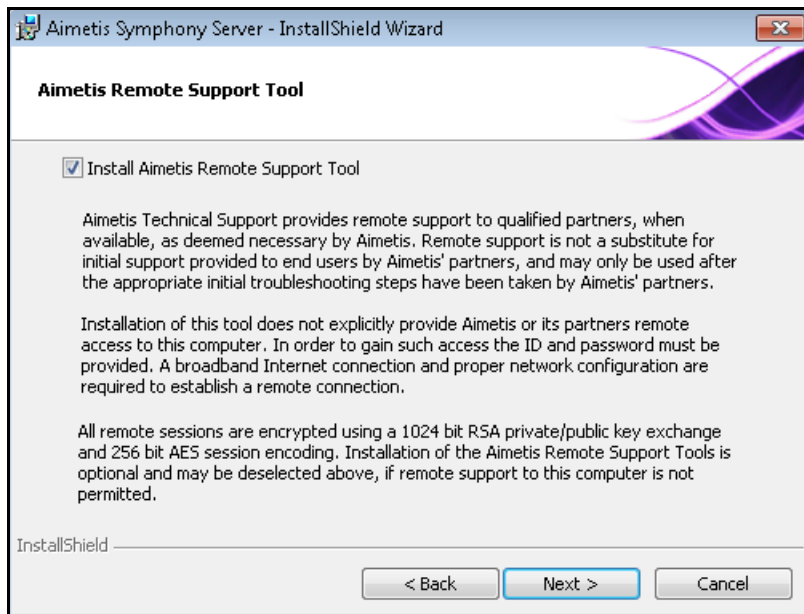 Aimetis Symphony Server - InstallShield Wizard
Aimetis Remote Support Tool
Install Aimetis Remote Support Tool
Aimetis Technical Support provides remote support to qualified partners, when
available, as deemed necessary by Aimetis. Remote support is not a substitute for
initial support provided to end users by Aimetis' partners, and may only be used after
the appropriate initial troubleshooting steps have been taken by Aimetis' partners.
Installation of this tool does not explicitly provide Aimetis or its partners remote
access to this computer. In order to gain such access the ID and password must be
provided. A broadband Internet connection and proper network configuration are
required to establish a remote connection.
All remote sessions are encrypted using a 1024 bit RSA private/public key exchange
and 256 bit AES session encoding. Installation of the Aimetis Remote Support Tools is
optional and may be deselected above, if remote support to this computer is not
permitted.
InstallShield
< Back Next > Cancel